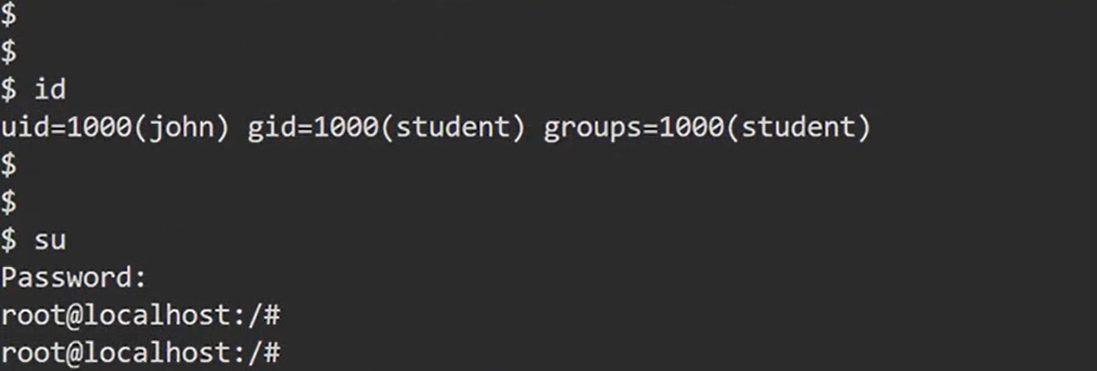 $
$
$ id
uid=1000(john) gid=1000(student) groups=1000(student)
$
$
$ su
Password:
root@localhost:/#
root@localhost:/#